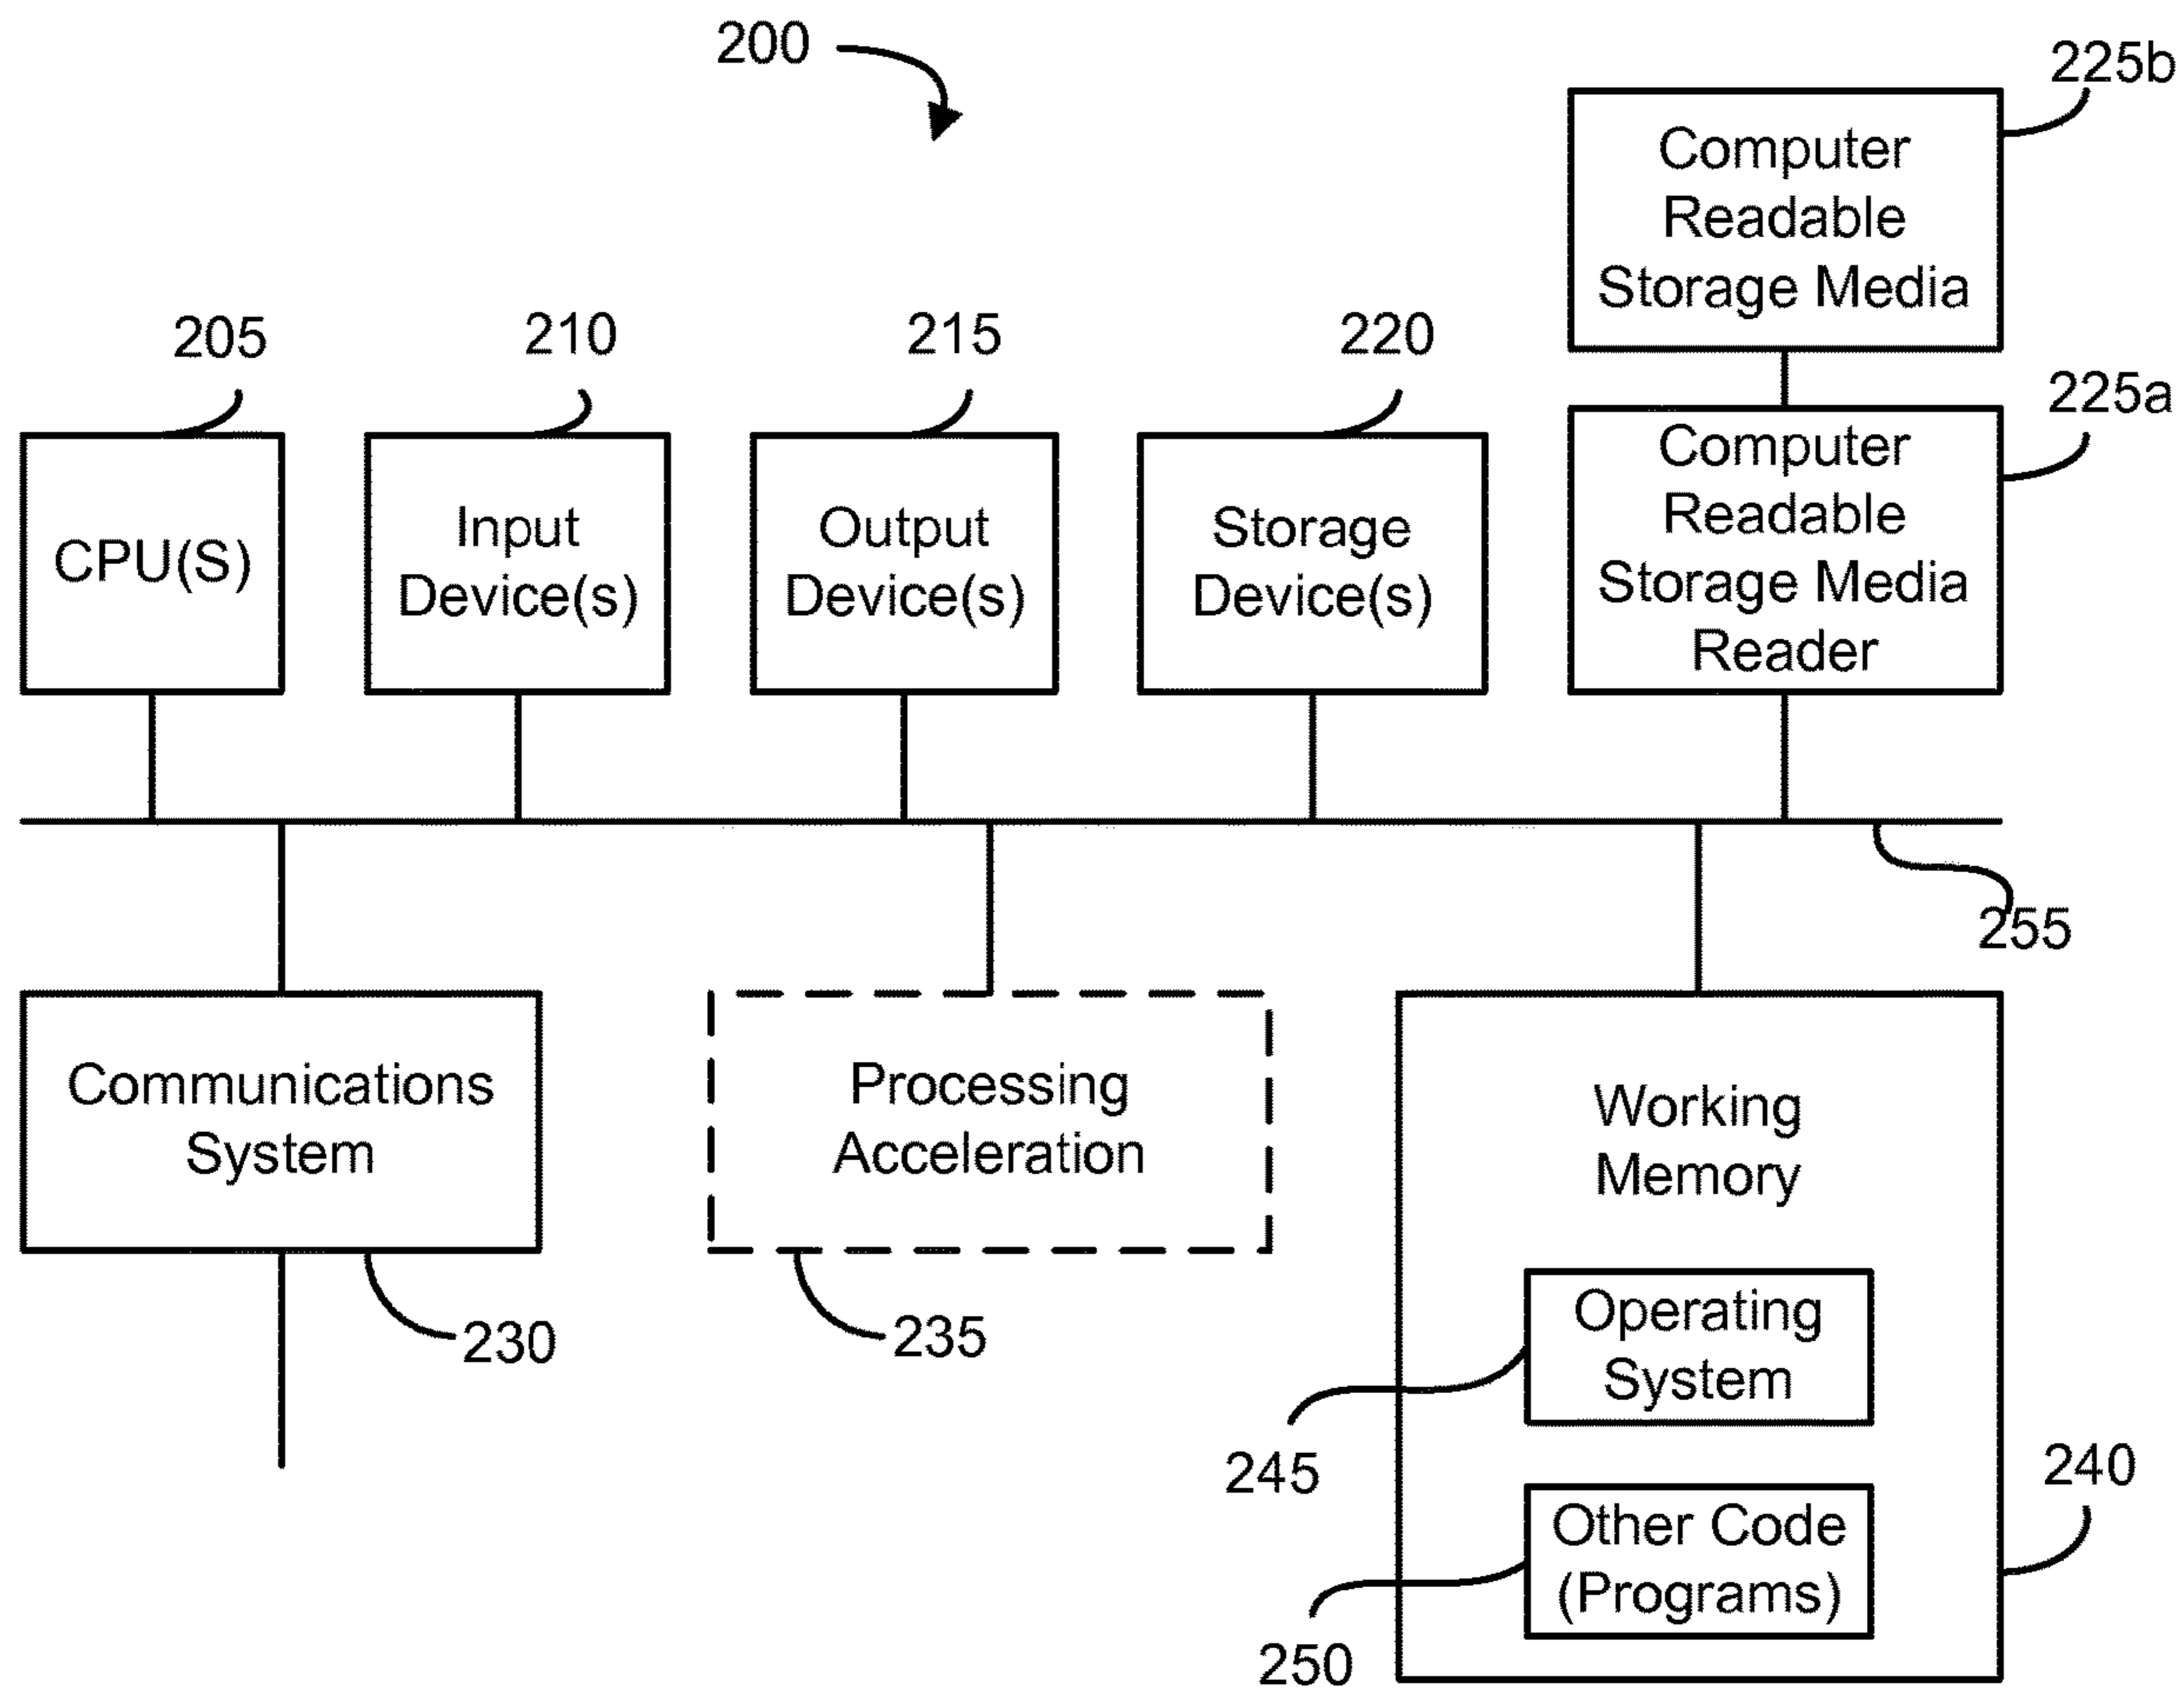 200
225b
Computer
Readable
Storage Media
205
210
215
220
225a
CPU(S)
Input
Device(s)
Output
Device(s)
Storage
Device(s)
Computer
Readable
Storage Media
Reader
255
Communications
System
230
Processing
Acceleration
235
Working
Memory
Operating
System
245
240
Other Code
(Programs)
250